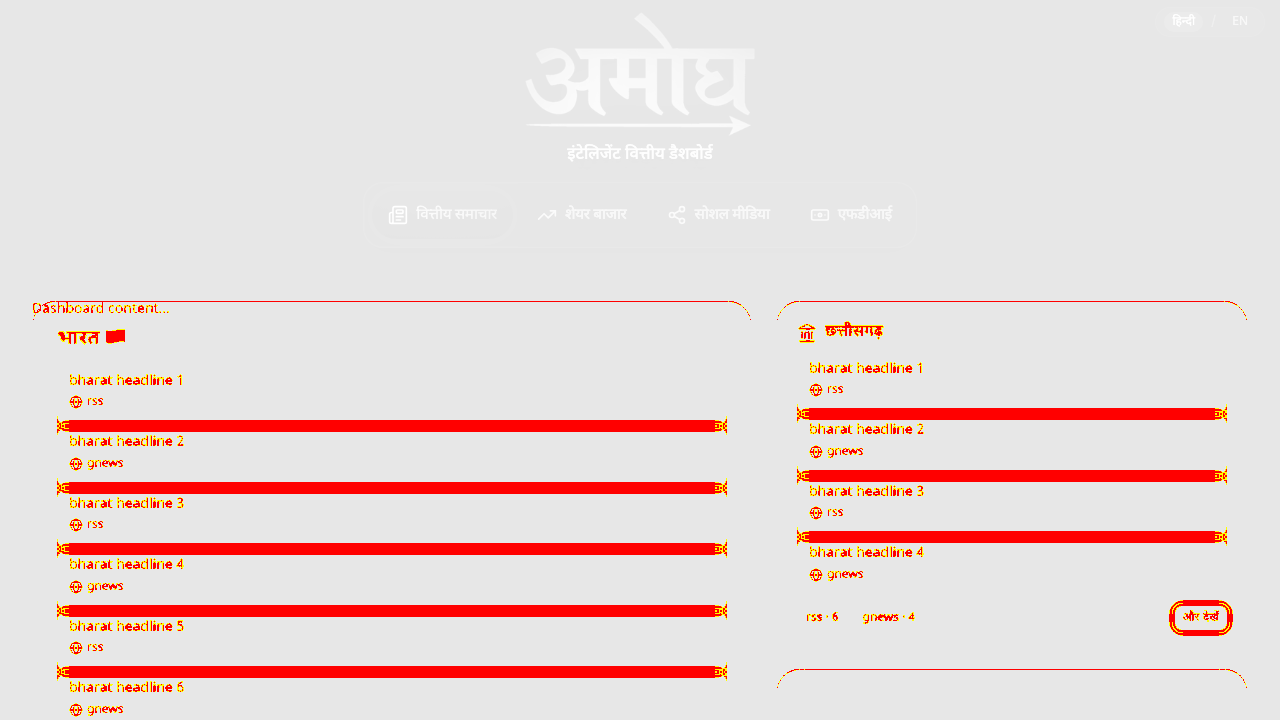 हिन्दी / EN
अमोघ
इंटेलिजेंट वित्तीय डैशबोर्ड
वित्तीय समाचार
शेयर बाजार
सोशल मीडिया
एफडीआई
Dashboard content...
भारत
bharat headline 1
rss
bharat headline 2
gnews
bharat headline 3
rss
bharat headline 4
gnews
bharat headline 5
rss
bharat headline 6
gnews
छत्तीसगढ़
bharat headline 1
rss
bharat headline 2
gnews
bharat headline 3
rss
bharat headline 4
gnews
rss · 6 gnews · 4
और देखें